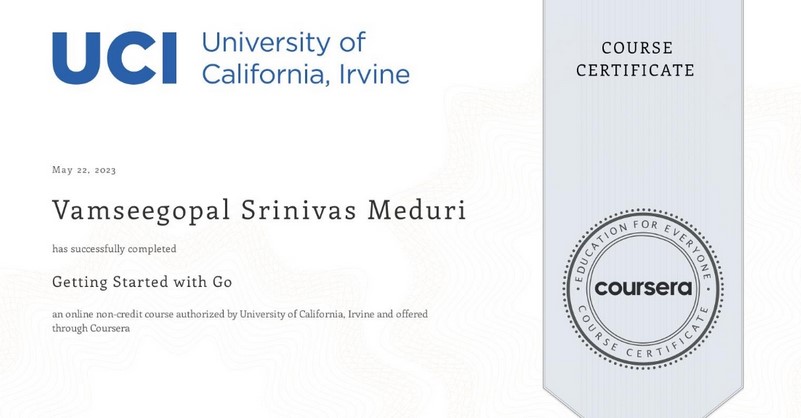 UCI University of
California, Irvine
COURSE
CERTIFICATE
May 22, 2023
Vamseegopal Srinivas Meduri
has successfully completed
Getting Started with Go
an online non-credit course authorized by University of California, Irvine and offered
through Coursera
EDUCATION FOR EVERYONE
coursera
COURSE CERTIFICATE